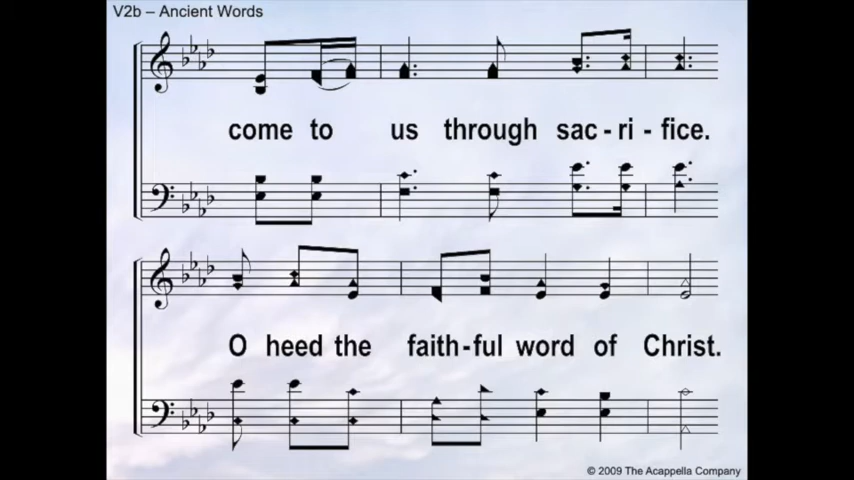 V2b – Ancient Words
come to us through sac - ri - fice.
O heed the faith-ful word of Christ.
© 2009 The Acappella Company